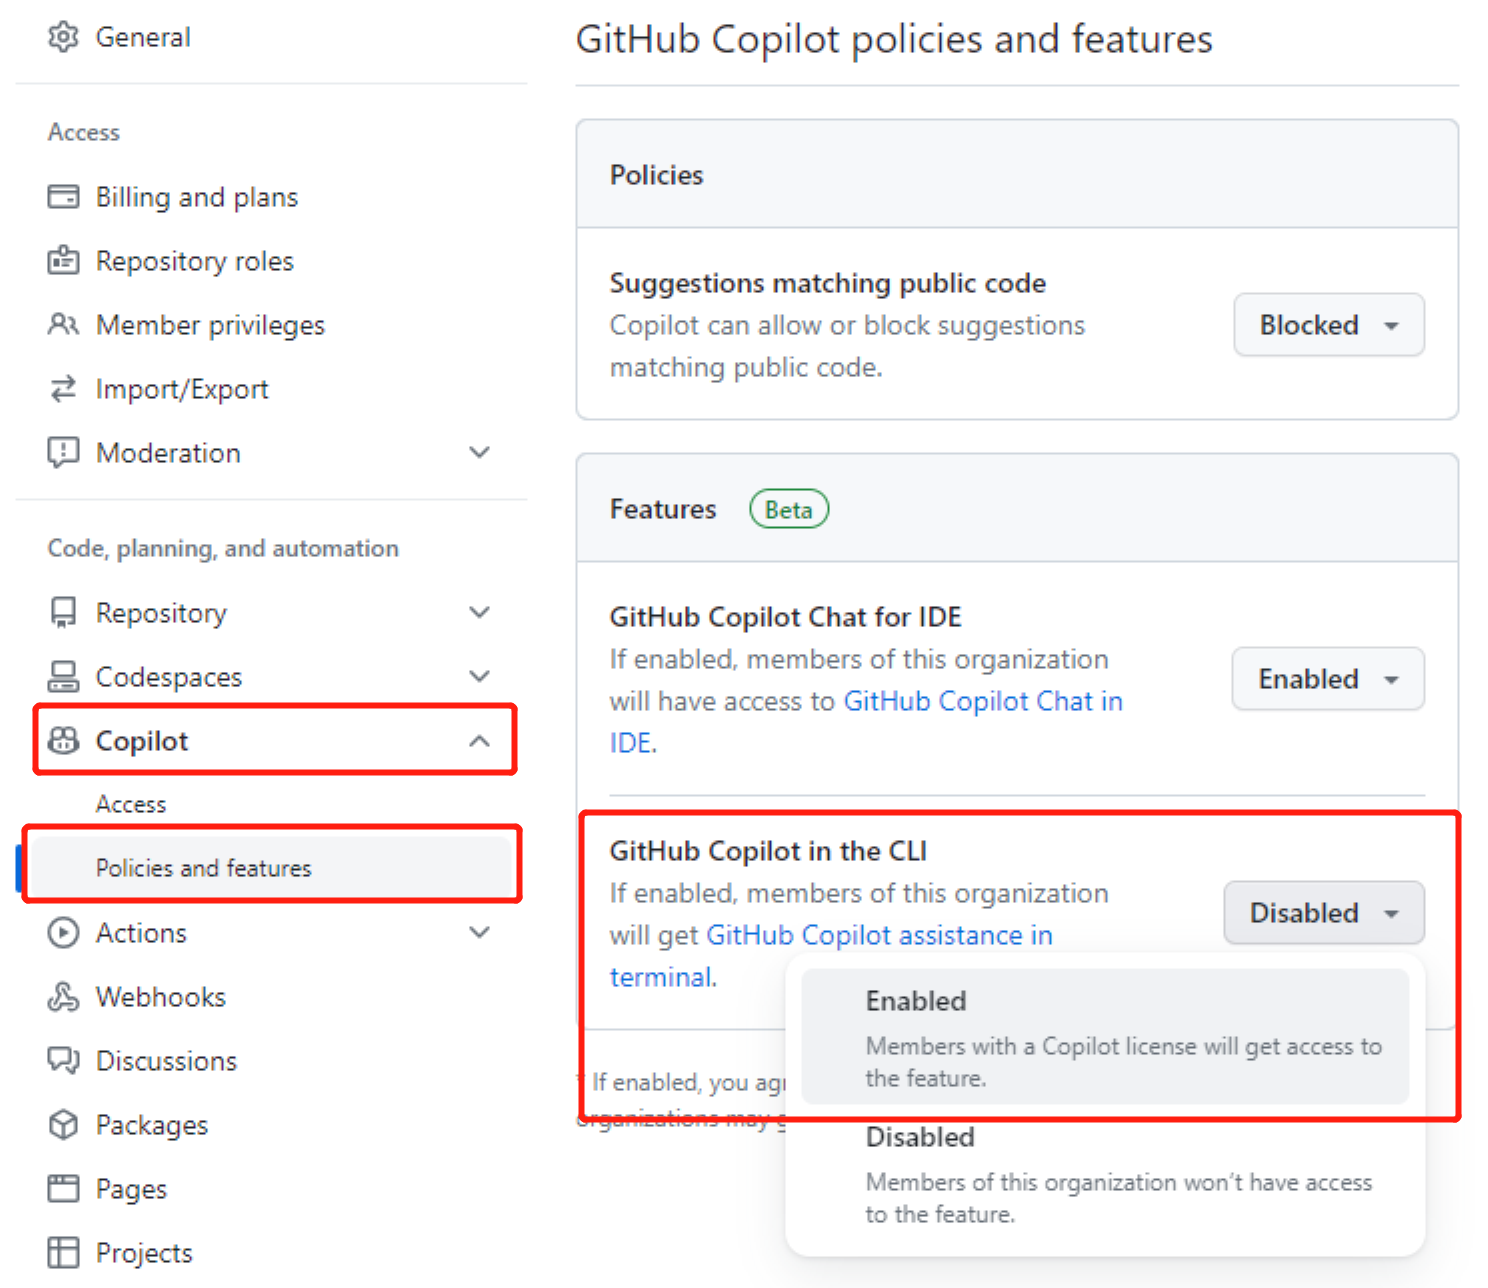 General
Access
Billing and plans
Repository roles
Member privileges
Import/Export
Moderation
Code, planning, and automation
Repository
Codespaces
Copilot
Access
Policies and features
Actions
Webhooks
Discussions
Packages
Pages
Projects
GitHub Copilot policies and features
Policies
Suggestions matching public code
Copilot can allow or block suggestions
matching public code.
Blocked
Features Beta
GitHub Copilot Chat for IDE
If enabled, members of this organization
will have access to GitHub Copilot Chat in
IDE.
Enabled
GitHub Copilot in the CLI
If enabled, members of this organization
will get GitHub Copilot assistance in
terminal.
Disabled
Enabled
Members with a Copilot license will get access to
the feature.
Disabled
Members of this organization won't have access
to the feature.
* If enabled, you
organizations may